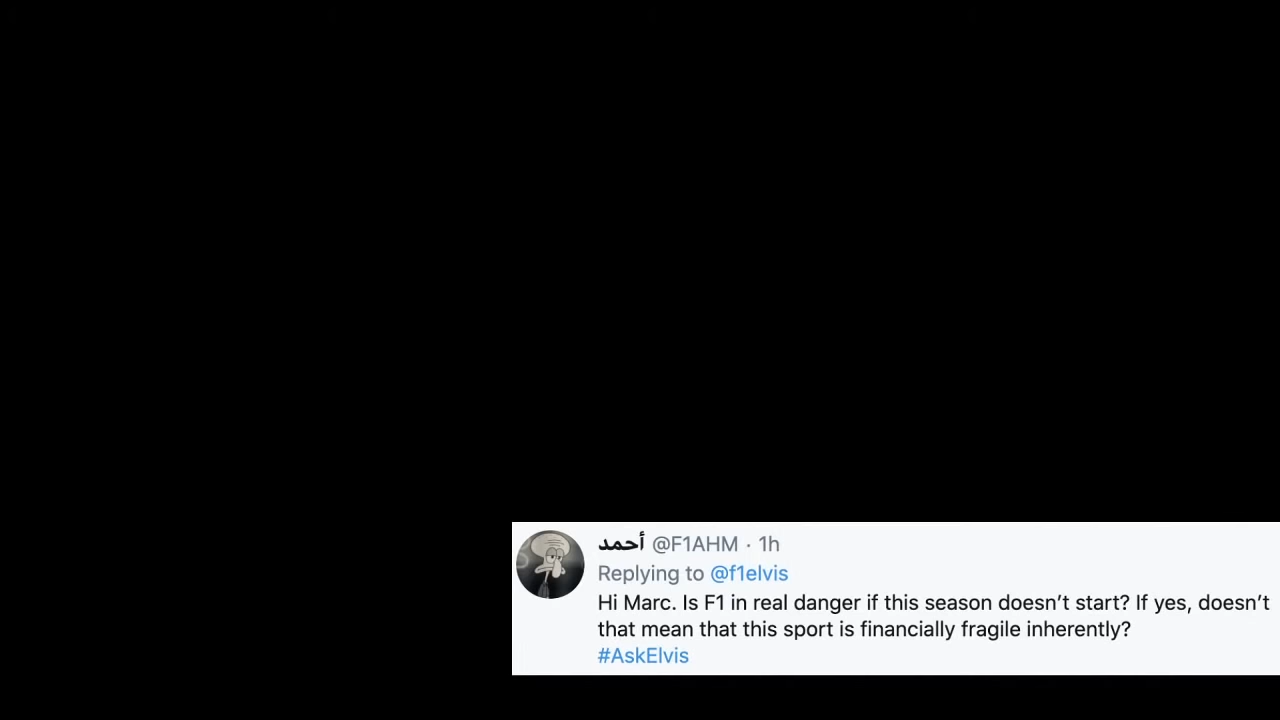 أحمد @F1AHM · 1h
Replying to @f1elvis
Hi Marc. Is F1 in real danger if this season doesn’t start? If yes, doesn’t
that mean that this sport is financially fragile inherently?
#AskElvis